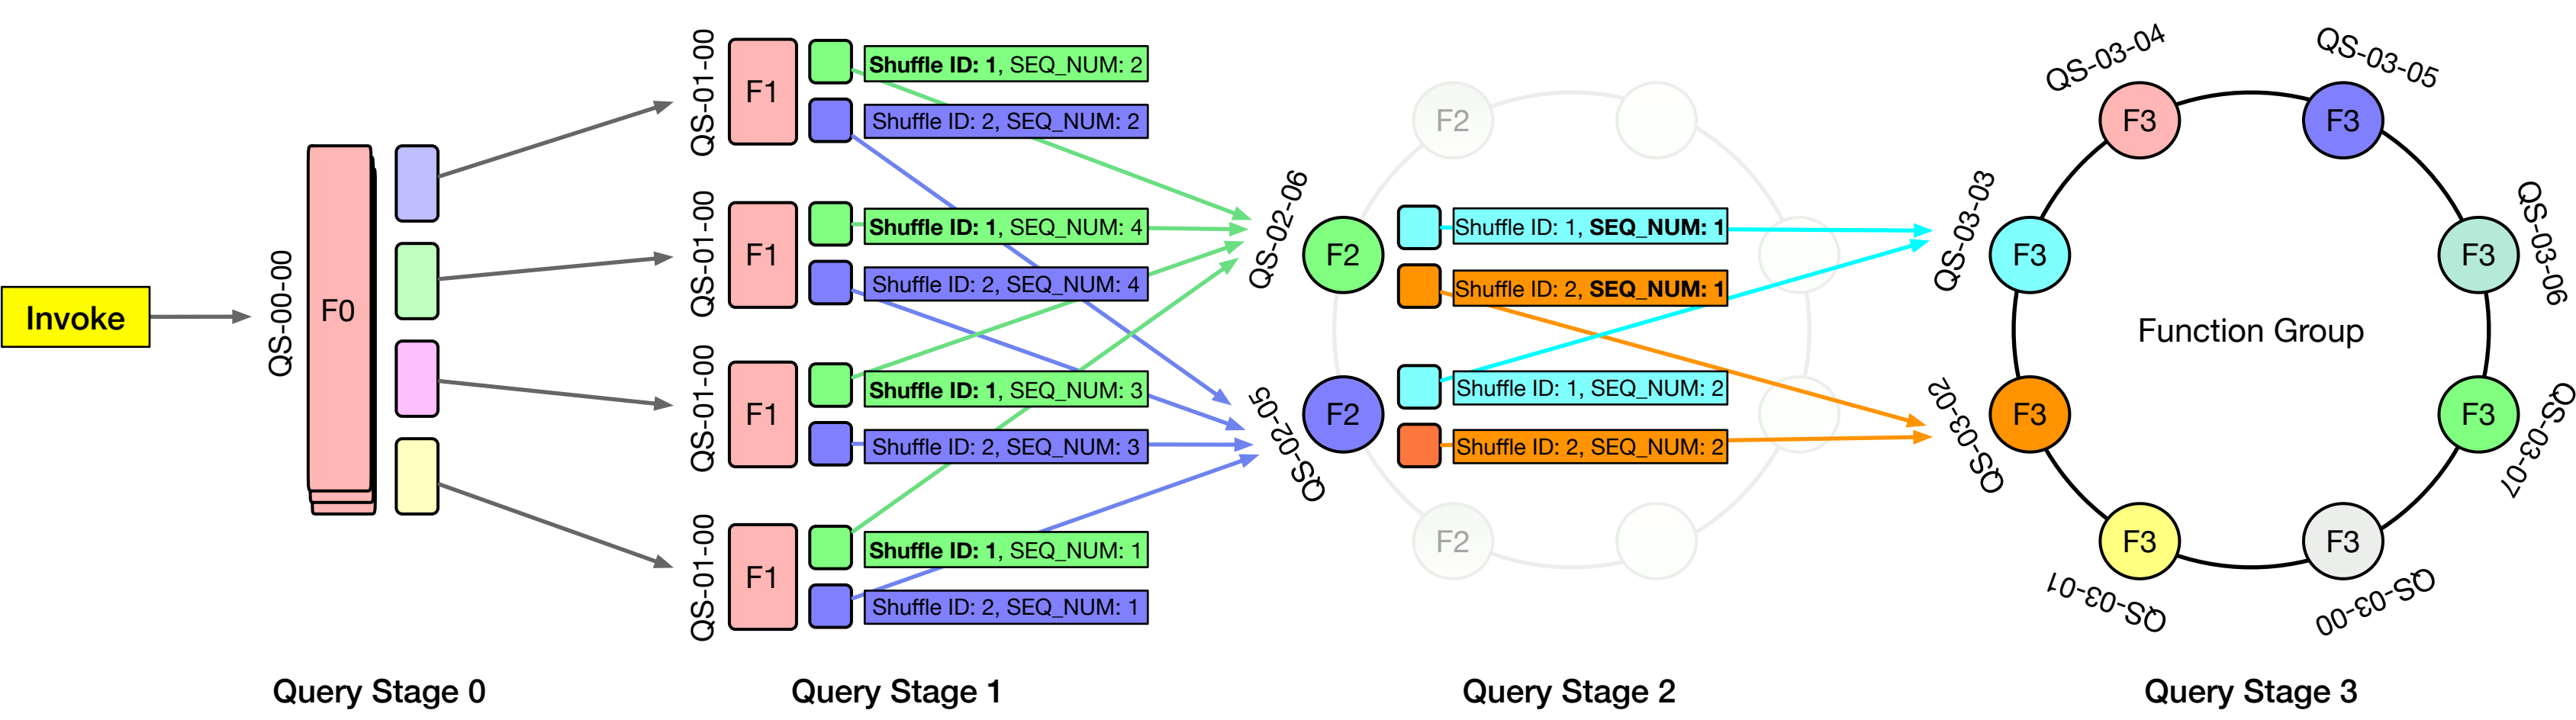 Invoke
QS-00-00
F0
Query Stage 0
QS-01-00
F1
Shuffle ID: 1, SEQ_NUM: 2
Shuffle ID: 2, SEQ_NUM: 2
QS-01-00
F1
Shuffle ID: 1, SEQ_NUM: 4
Shuffle ID: 2, SEQ_NUM: 4
QS-01-00
F1
Shuffle ID: 1, SEQ_NUM: 3
Shuffle ID: 2, SEQ_NUM: 3
QS-01-00
F1
Shuffle ID: 1, SEQ_NUM: 1
Shuffle ID: 2, SEQ_NUM: 1
Query Stage 1
F2
QS-02-06
F2
Shuffle ID: 1, SEQ_NUM: 1
Shuffle ID: 2, SEQ_NUM: 1
QS-02-05
F2
Shuffle ID: 1, SEQ_NUM: 2
Shuffle ID: 2, SEQ_NUM: 2
F2
Query Stage 2
QS-03-04
F3
QS-03-05
F3
QS-03-03
F3
QS-03-06
F3
Function Group
QS-03-02
F3
QS-03-07
F3
QS-03-01
F3
QS-03-00
F3
Query Stage 3